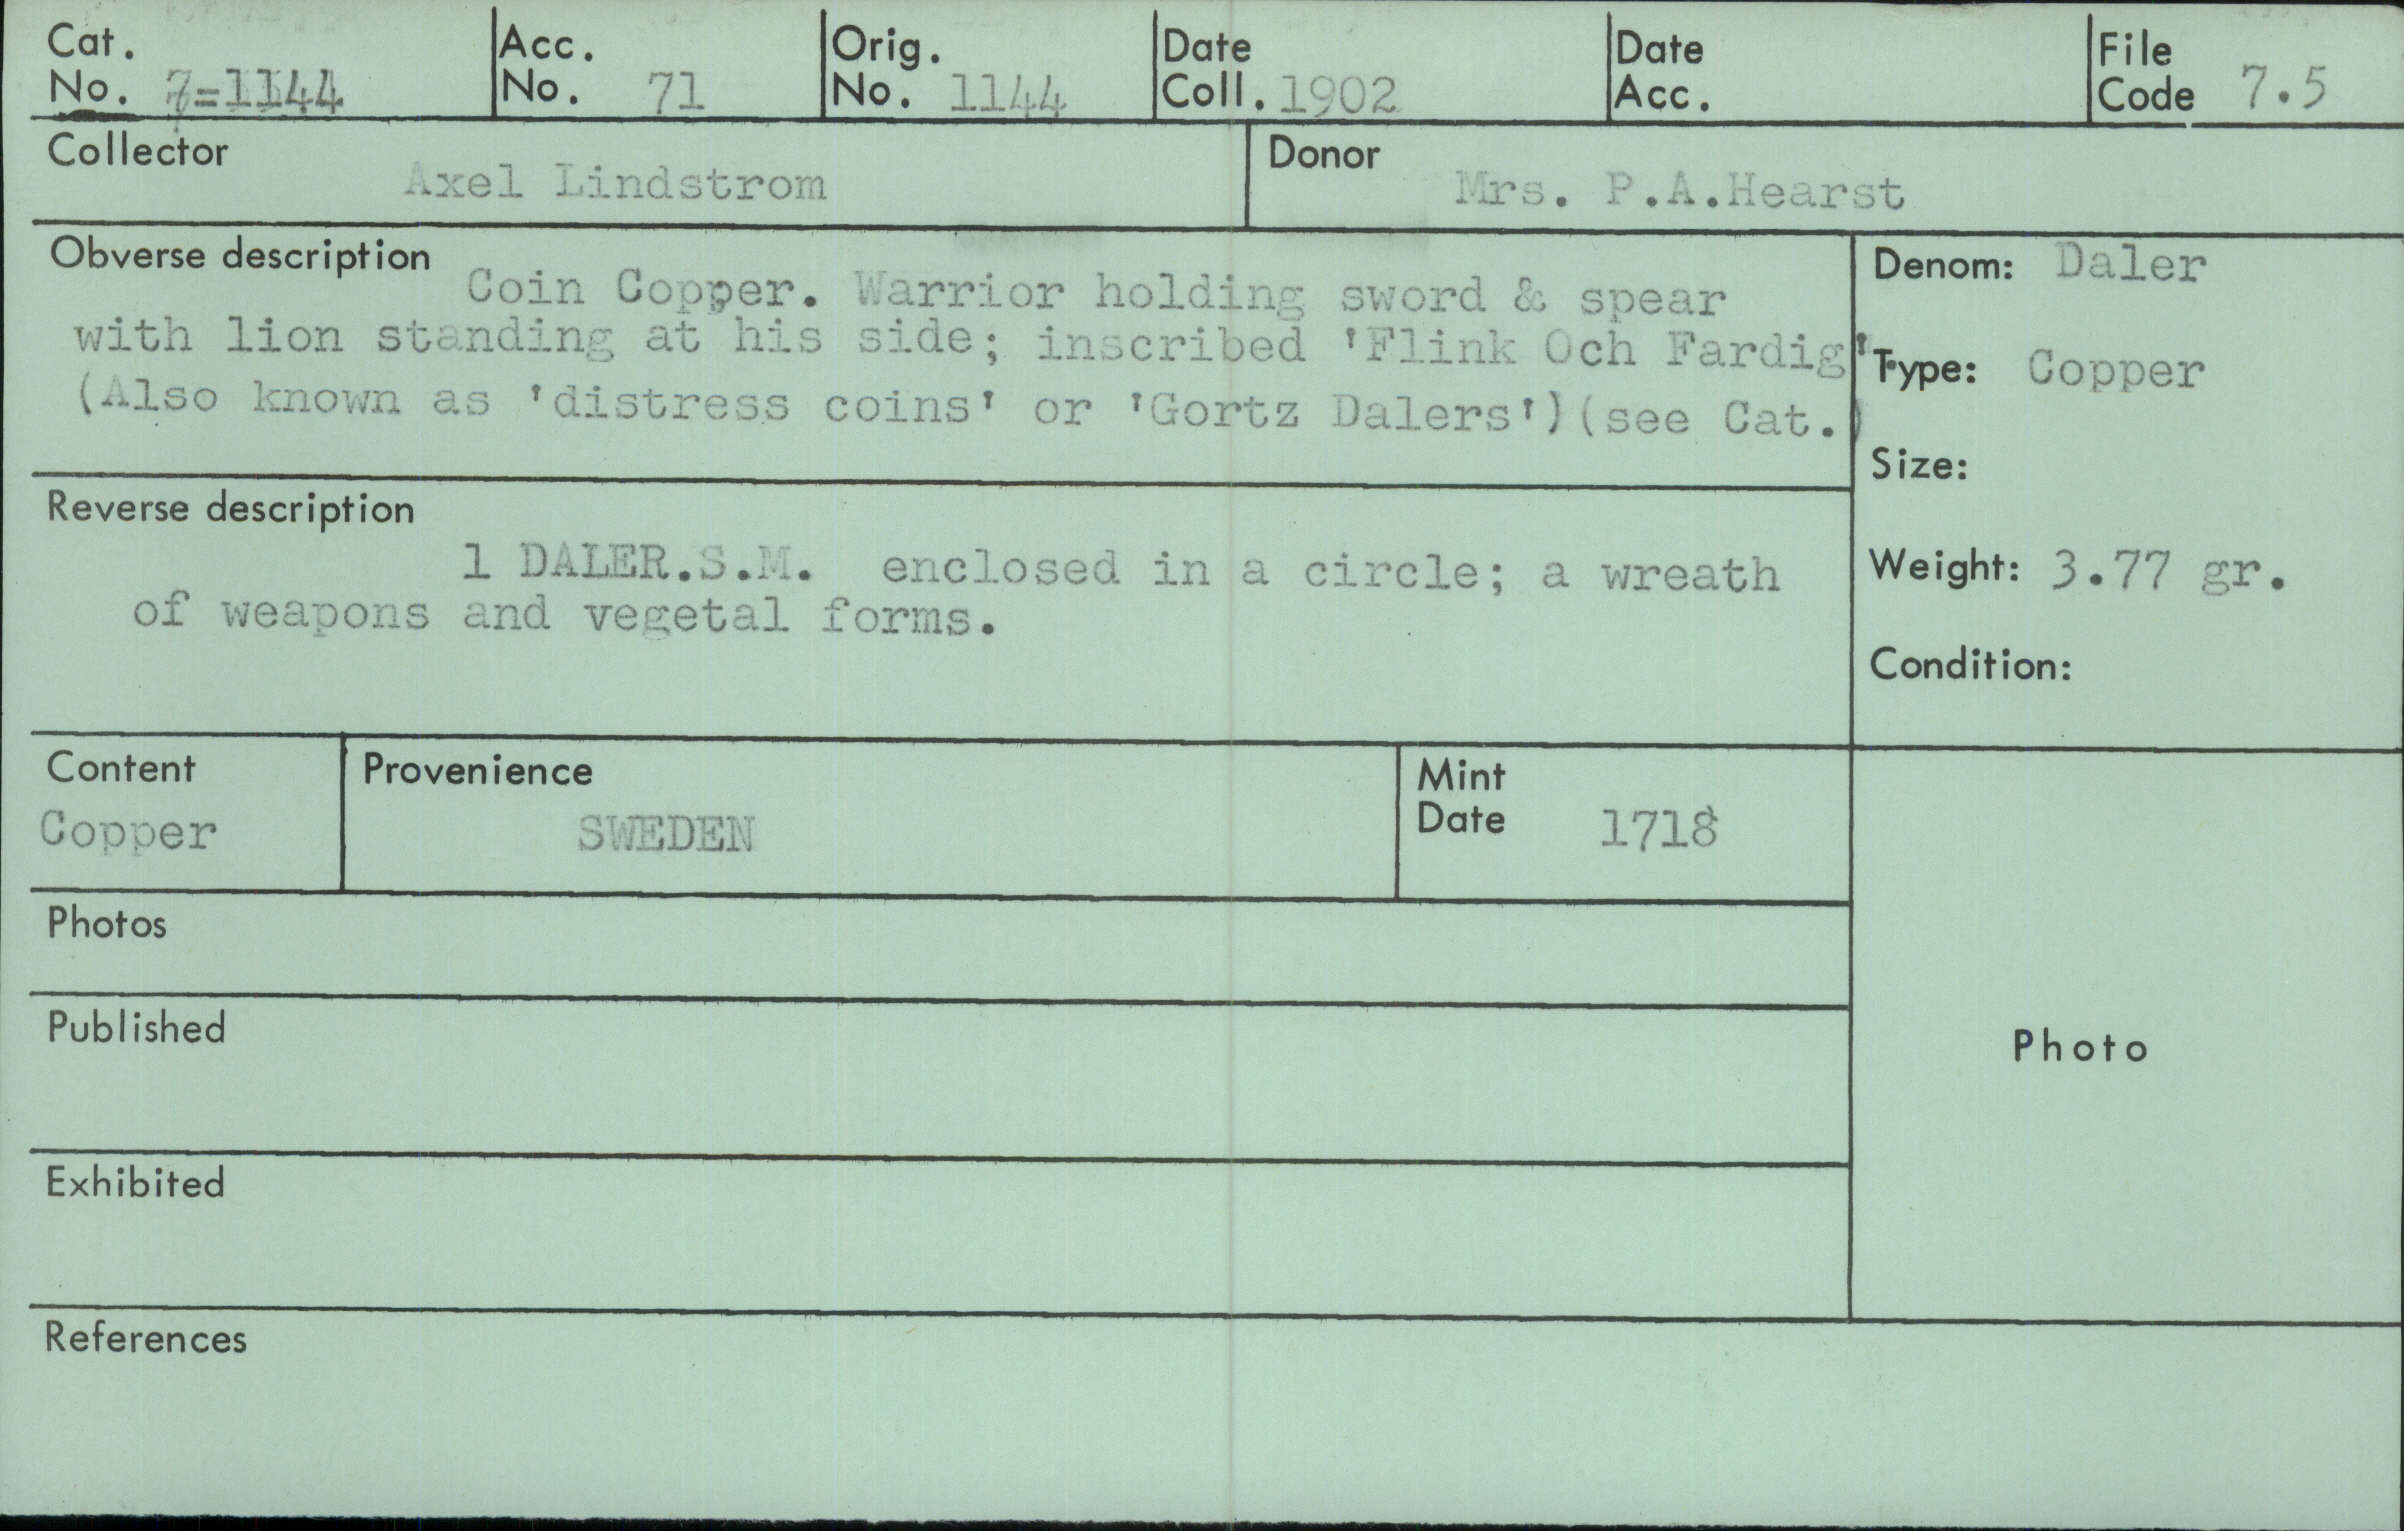 Cat. No. 7=1144
Acc. No. 71
Orig. No. 1144
Date Coll. 1902
Date Acc.
File Code 7.5
Collector Axel Lindstrom
Donor Mrs. P.A.Hearst
Obverse description
Coin Copper. Warrior holding sword & spear
with lion standing at his side; inscribed 'Flink Och Fardig'.
(Also known as 'distress coins' or 'Gortz Dalers')(see Cat.)
Denom: Daler
Type: Copper
Size:
Weight: 3.77 gr.
Condition:
Reverse description
1 DALER.S.M. enclosed in a circle; a wreath
of weapons and vegetal forms.
Content
Copper
Provenience
SWEDEN
Mint Date 1718
Photos
Published
Photo
Exhibited
References